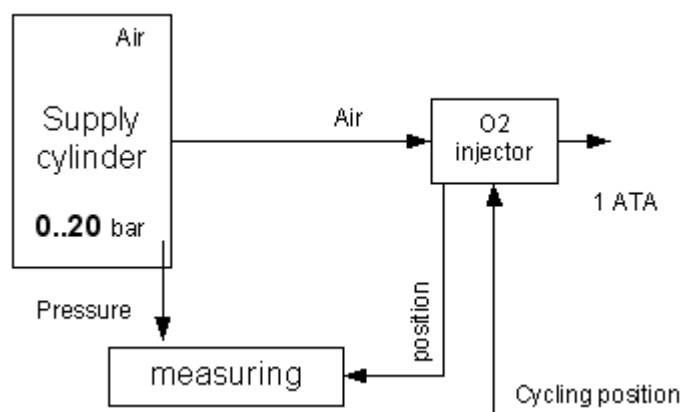 Air
Supply
cylinder
0..20 bar
Air
O2
injector
1 ATA
Pressure
position
measuring
Cycling position